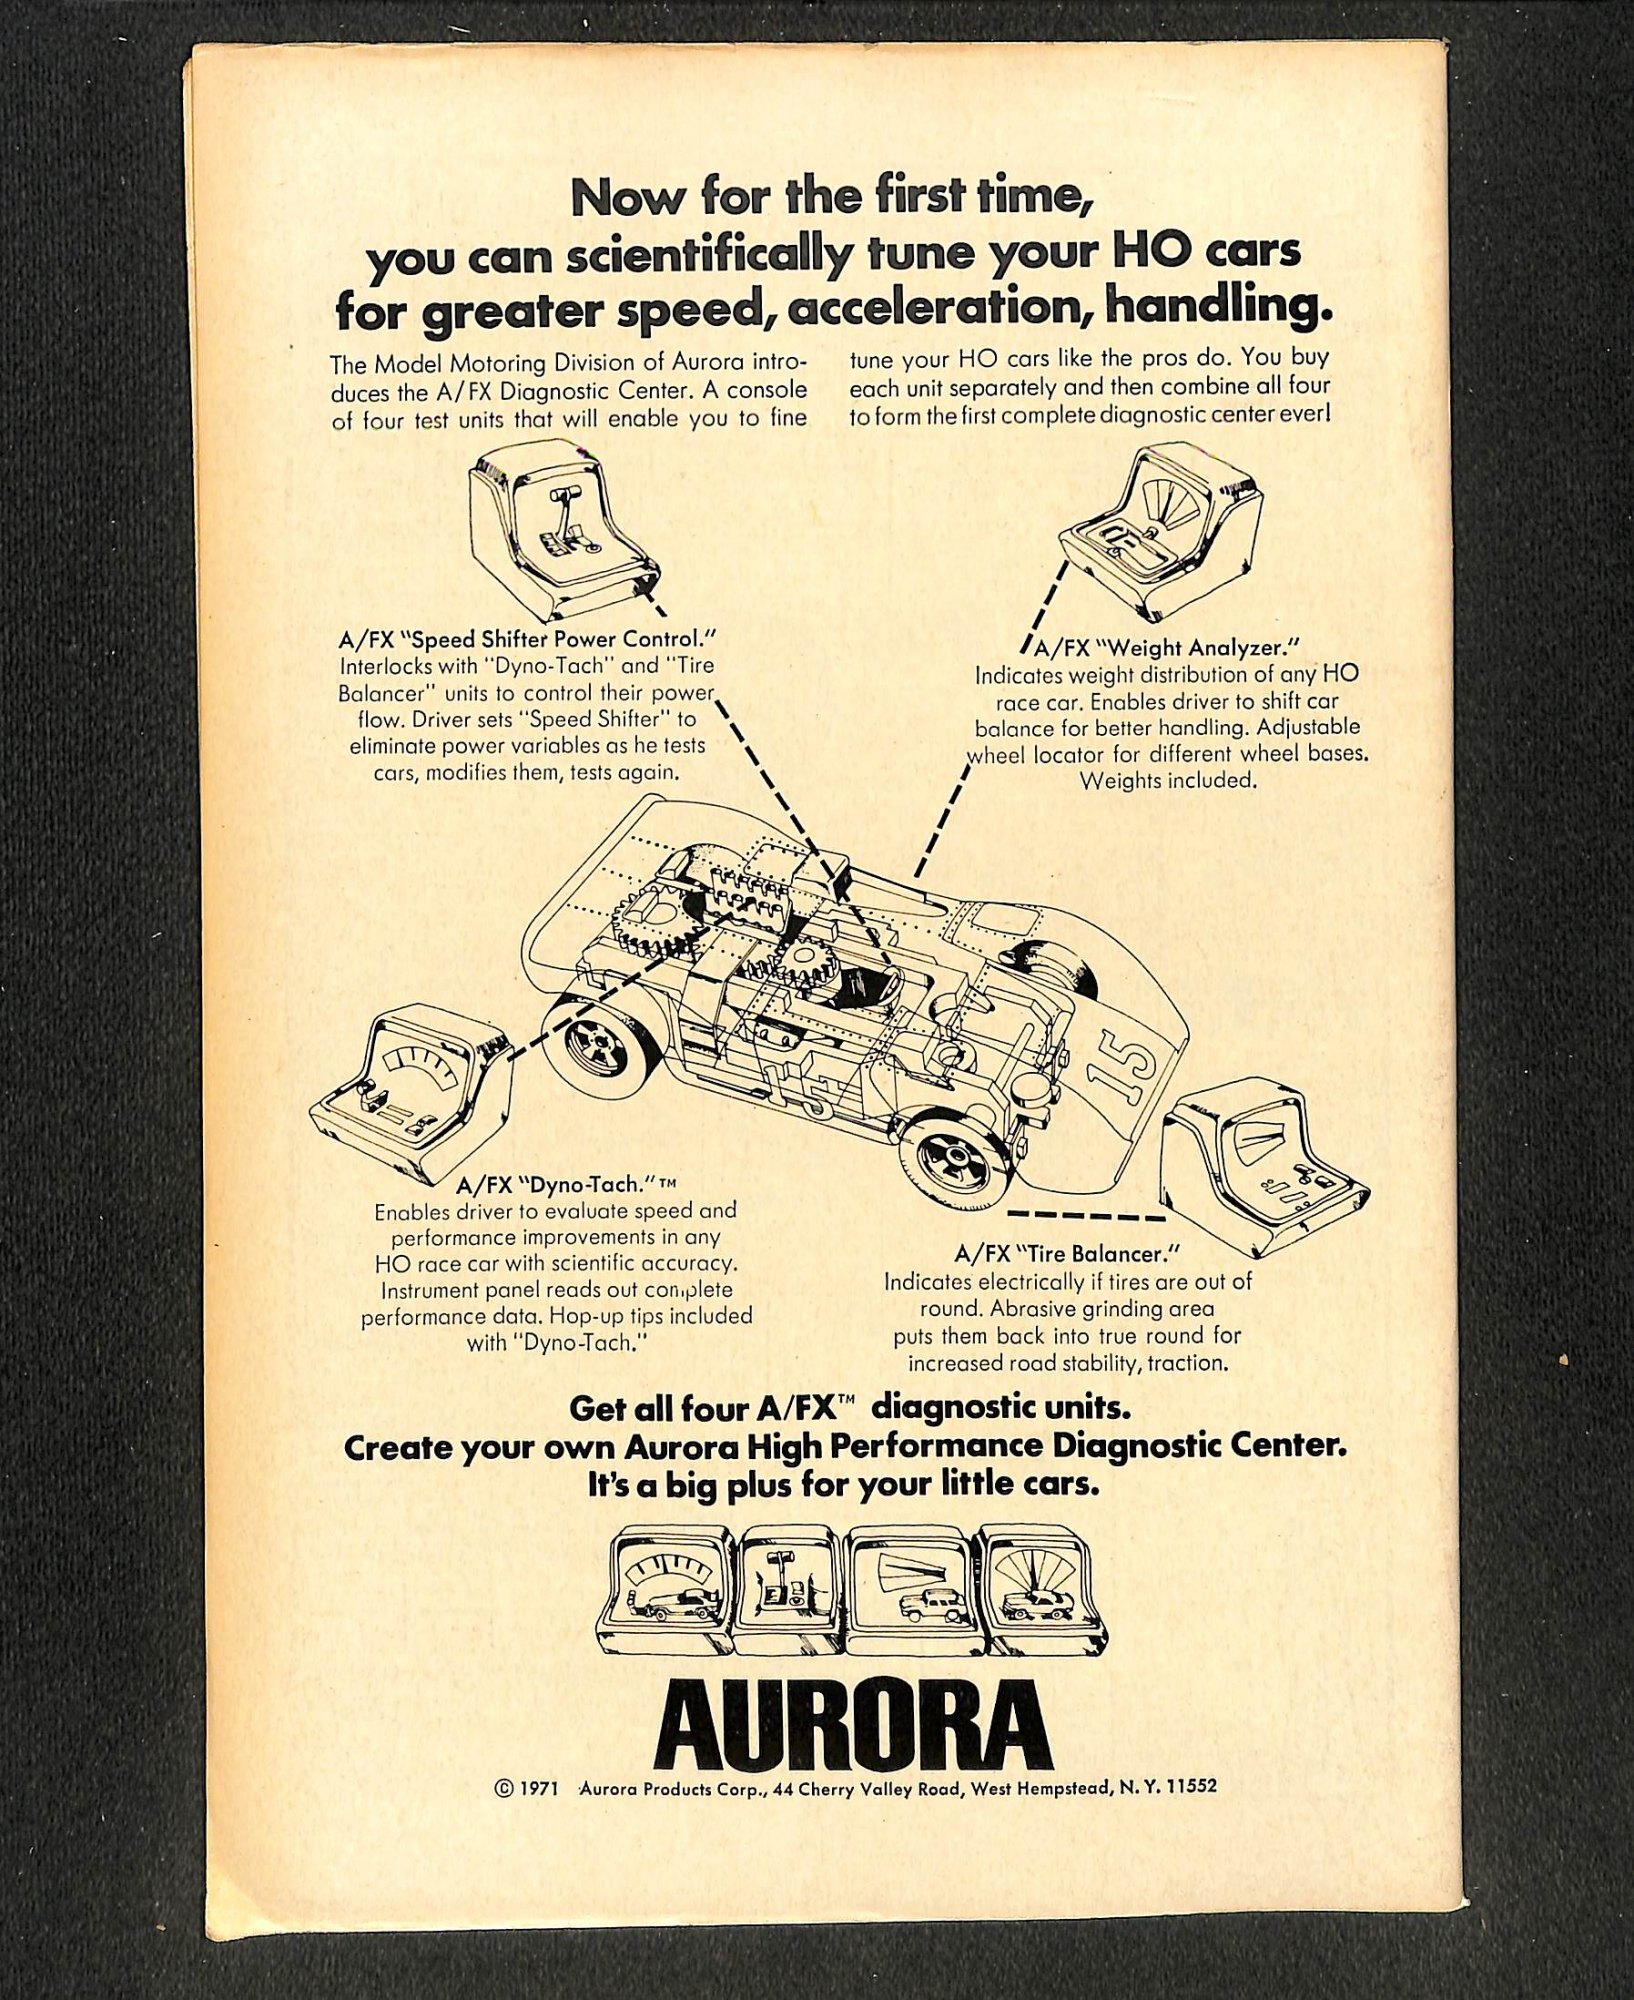 Now for the first time,
you can scientifically tune your HO cars
for greater speed, acceleration, handling.
The Model Motoring Division of Aurora intro-
duces the A/FX Diagnostic Center. A console
of four test units that will enable you to fine
tune your HO cars like the pros do. You buy
each unit separately and then combine all four
to form the first complete diagnostic center ever!
A/FX "Speed Shifter Power Control."
Interlocks with "Dyno-Tach" and "Tire
Balancer" units to control their power
flow. Driver sets "Speed Shifter" to
eliminate power variables as he tests
cars, modifies them, tests again.
A/FX "Weight Analyzer."
Indicates weight distribution of any HO
race car. Enables driver to shift car
balance for better handling. Adjustable
wheel locator for different wheel bases.
Weights included.
15
15
A/FX "Dyno-Tach."™
Enables driver to evaluate speed and
performance improvements in any
HO race car with scientific accuracy.
Instrument panel reads out complete
performance data. Hop-up tips included
with "Dyno-Tach."
A/FX "Tire Balancer."
Indicates electrically if tires are out of
round. Abrasive grinding area
puts them back into true round for
increased road stability, traction.
Get all four A/FX™ diagnostic units.
Create your own Aurora High Performance Diagnostic Center.
It's a big plus for your little cars.
AURORA
© 1971 Aurora Products Corp., 44 Cherry Valley Road, West Hempstead, N. Y. 11552